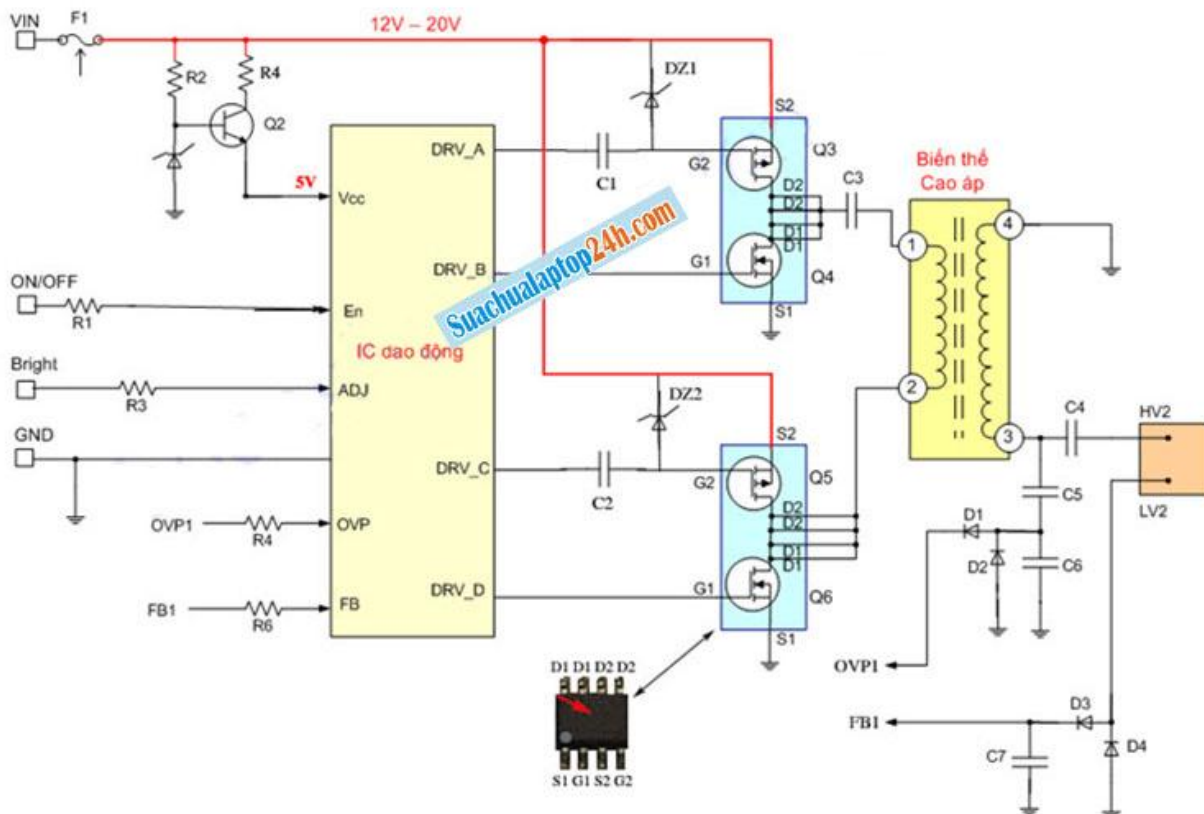 VIN
F1
12V – 20V
R2
R4
Q2
DZ1
S2
DRV_A
C1
G2
Q3
D2
D2
D1
D1
C3
Biến thế
Cao áp
5V
Vcc
Suachualaptop24h.com
1
4
DRV_B
G1
Q4
S1
ON/OFF
R1
En
IC dao động
Bright
R3
ADJ
DZ2
2
GND
S2
DRV_C
C2
G2
Q5
D2
D2
D1
D1
3
C4
HV2
LV2
C5
OVP1
R4
OVP
D1
D2
C6
FB1
R6
FB
DRV_D
G1
Q6
S1
OVP1
D1 D1 D2 D2
S1 G1 S2 G2
FB1
D3
C7
D4